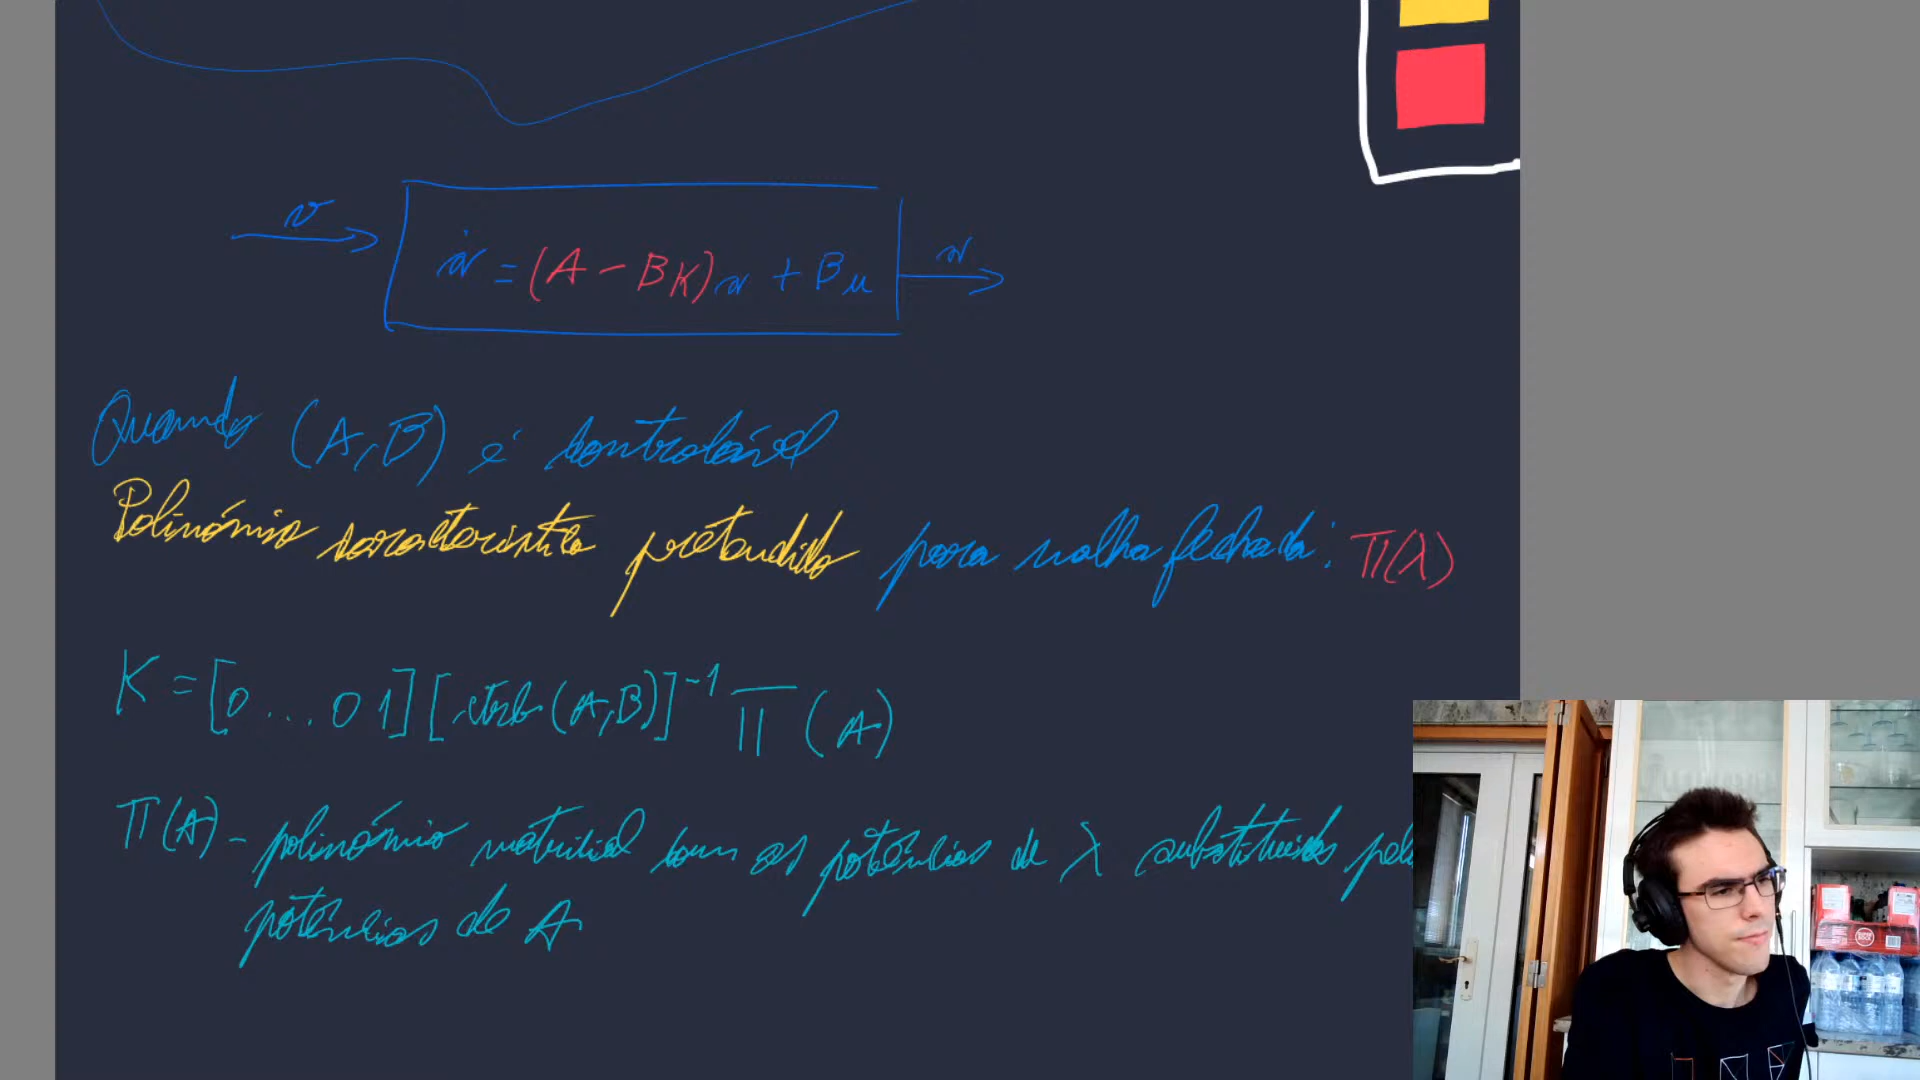 v
ẋ = (A - BK)x + Bu
x
Quando (A,B) é controlável
Polinómio característico pretendido para malha fechada: Π(λ)
K = [0 ... 0 1] [ctrb(A,B)]⁻¹ Π(A)
Π(A) - polinómio matricial com as potências de λ substituídas
potências de A